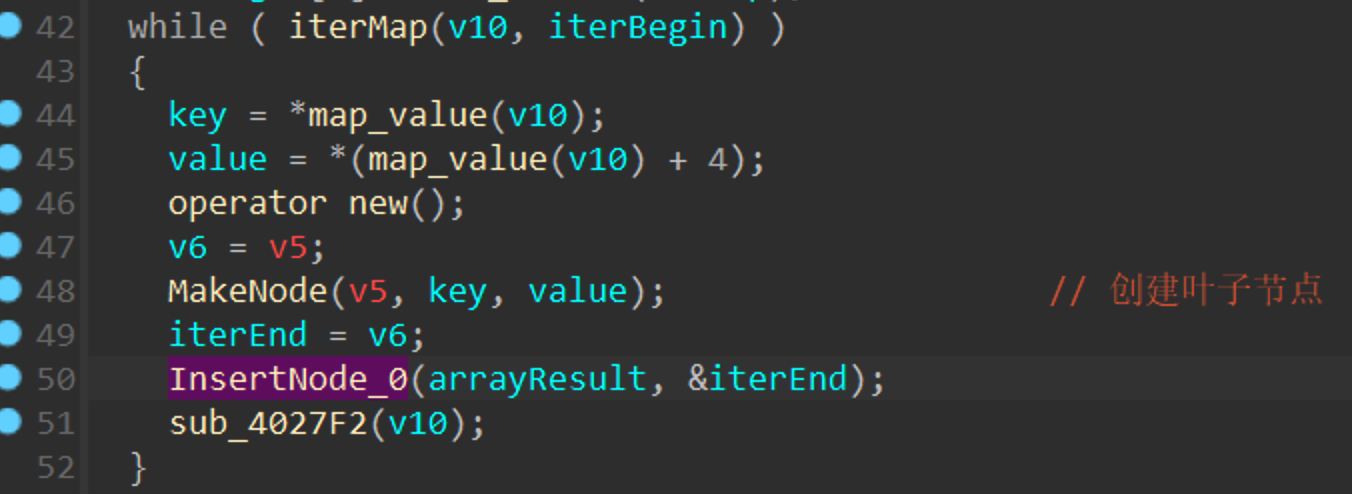 42 while ( iterMap(v10, iterBegin) )
43 {
44 key = *map_value(v10);
45 value = *(map_value(v10) + 4);
46 operator new();
47 v6 = v5;
48 MakeNode(v5, key, value); // 创建叶子节点
49 iterEnd = v6;
50 InsertNode_0(arrayResult, &iterEnd);
51 sub_4027F2(v10);
52 }